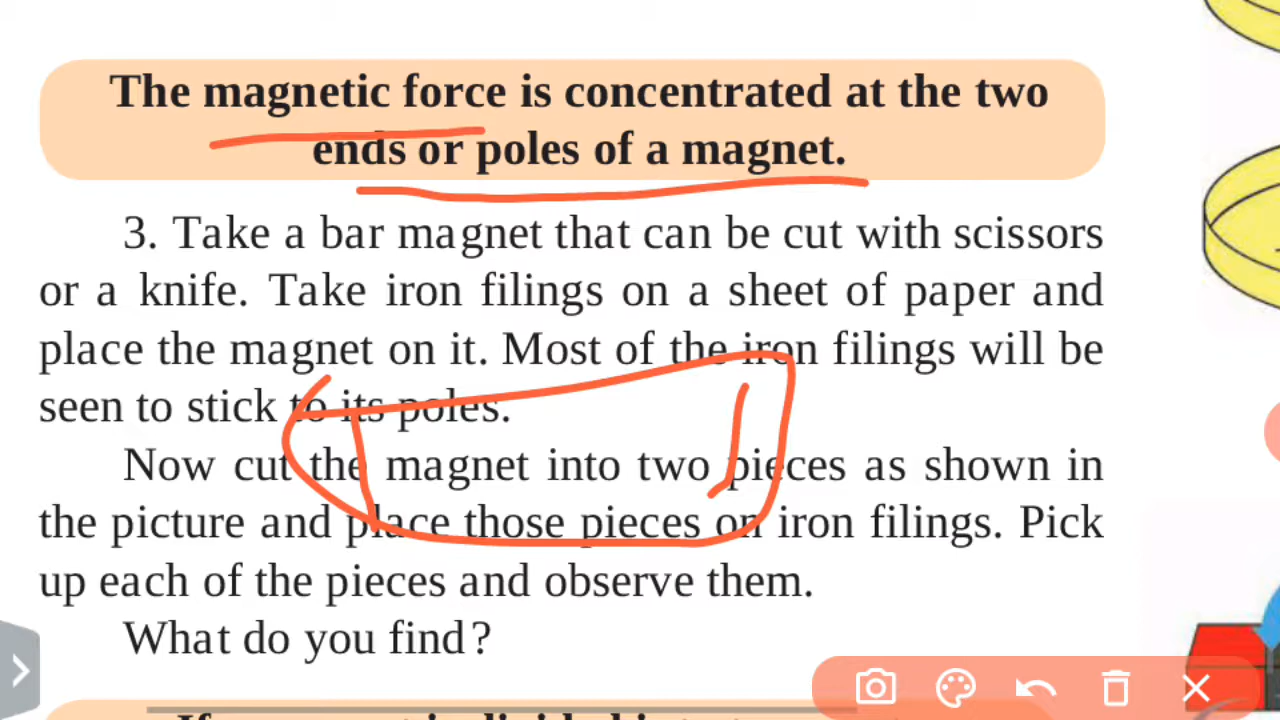 The magnetic force is concentrated at the two
ends or poles of a magnet.
3. Take a bar magnet that can be cut with scissors
or a knife. Take iron filings on a sheet of paper and
place the magnet on it. Most of the iron filings will be
seen to stick to its poles.
Now cut the magnet into two pieces as shown in
the picture and place those pieces on iron filings. Pick
up each of the pieces and observe them.
What do you find?